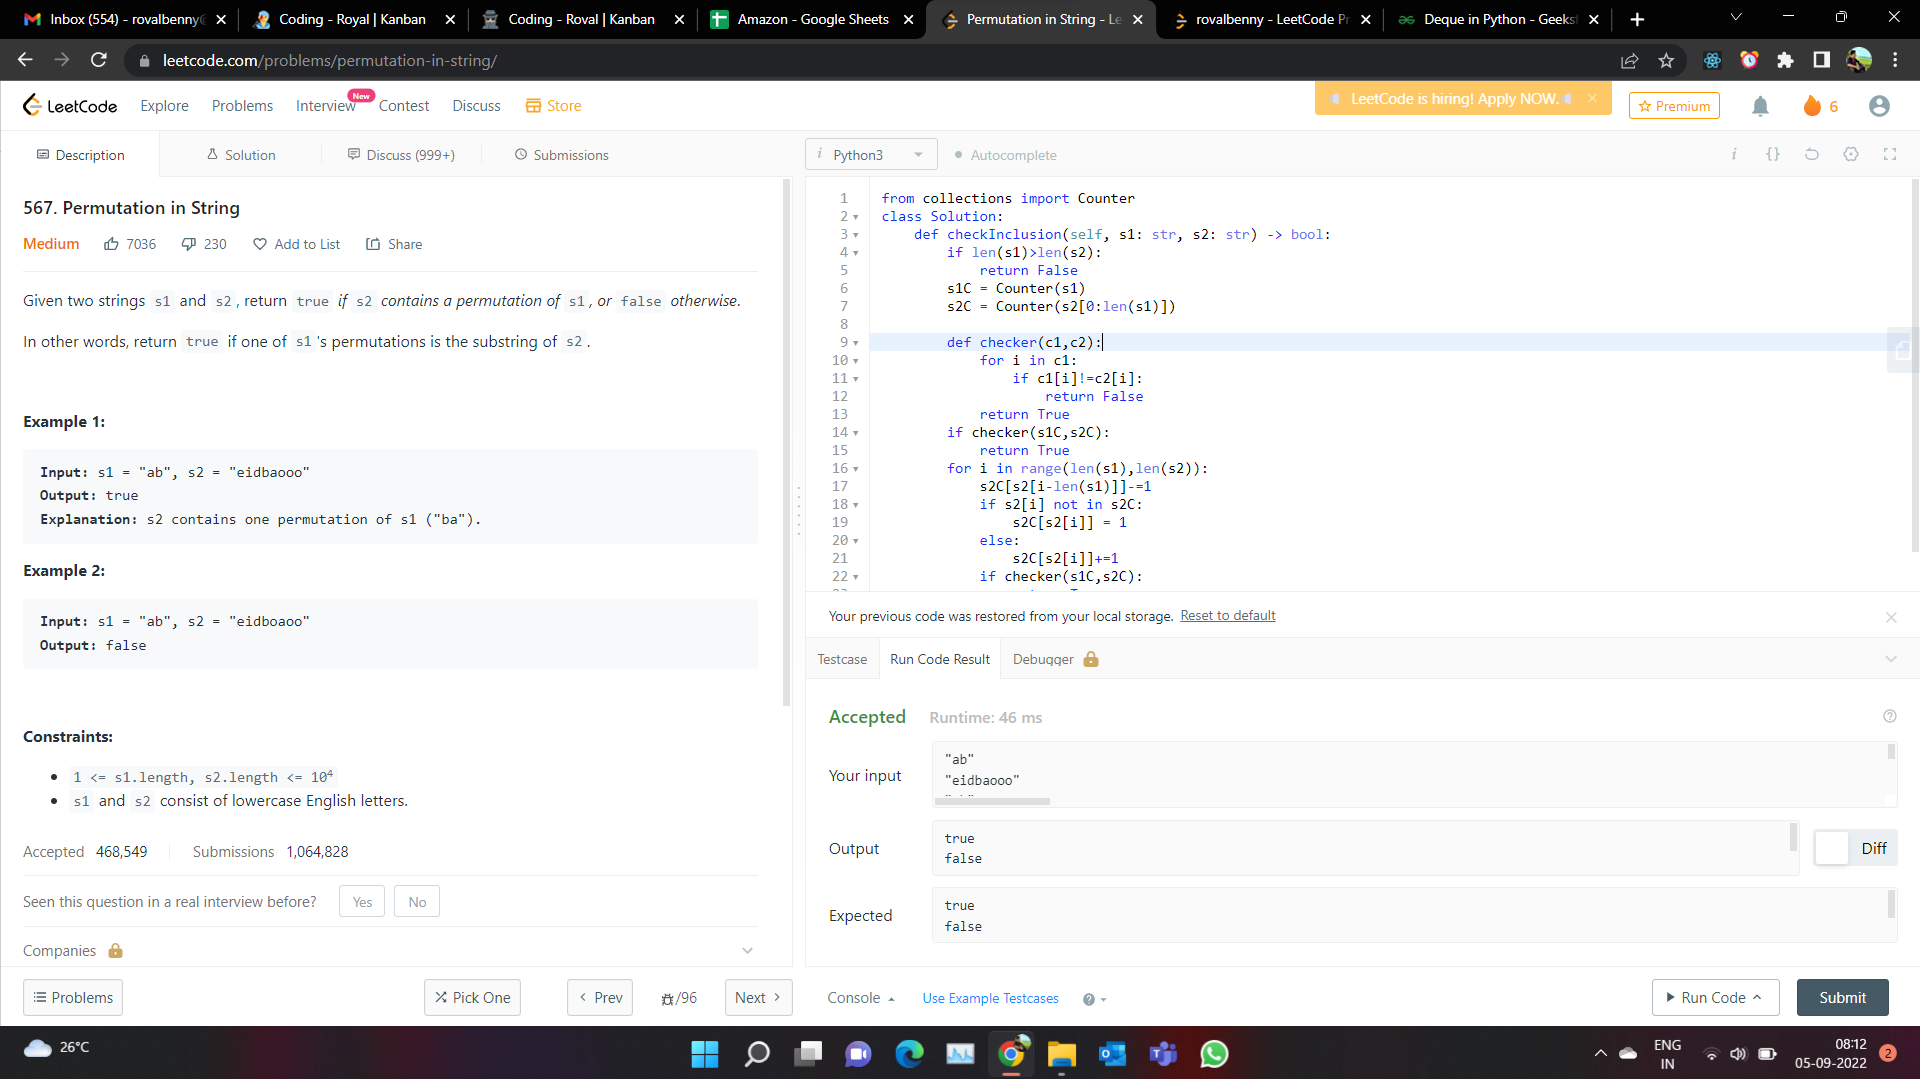 Inbox (554) - rovalbenny@
Coding - Royal | Kanban
Coding - Roval | Kanban
Amazon - Google Sheets
Permutation in String - Le
rovalbenny - LeetCode Pr
Deque in Python - Geeks
leetcode.com/problems/permutation-in-string/
LeetCode
Explore
Problems
Interview
New
Contest
Discuss
Store
LeetCode is hiring! Apply NOW.
Premium
6
Description
Solution
Discuss (999+)
Submissions
Python3
Autocomplete
567. Permutation in String
Medium
7036
230
Add to List
Share
Given two strings s1 and s2, return true if s2 contains a permutation of s1, or false otherwise.
In other words, return true if one of s1's permutations is the substring of s2.
Example 1:
Input: s1 = "ab", s2 = "eidbaooo"
Output: true
Explanation: s2 contains one permutation of s1 ("ba").
Example 2:
Input: s1 = "ab", s2 = "eidboaoo"
Output: false
Constraints:
1 <= s1.length, s2.length <= 10⁴
s1 and s2 consist of lowercase English letters.
Accepted 468,549
Submissions 1,064,828
Seen this question in a real interview before?
Yes
No
Companies
Problems
Pick One
Prev
/96
Next
1 from collections import Counter
2 class Solution:
3 def checkInclusion(self, s1: str, s2: str) -> bool:
4 if len(s1)>len(s2):
5 return False
6 s1C = Counter(s1)
7 s2C = Counter(s2[0:len(s1)])
8
9 def checker(c1,c2):
10 for i in c1:
11 if c1[i]!=c2[i]:
12 return False
13 return True
14 if checker(s1C,s2C):
15 return True
16 for i in range(len(s1),len(s2)):
17 s2C[s2[i-len(s1)]]-=1
18 if s2[i] not in s2C:
19 s2C[s2[i]] = 1
20 else:
21 s2C[s2[i]]+=1
22 if checker(s1C,s2C):
Your previous code was restored from your local storage. Reset to default
Testcase
Run Code Result
Debugger
Accepted
Runtime: 46 ms
Your input
"ab"
"eidbaooo"
Output
true
false
Diff
Expected
true
false
Console
Use Example Testcases
Run Code
Submit
26°C
ENG
IN
08:12
05-09-2022
2